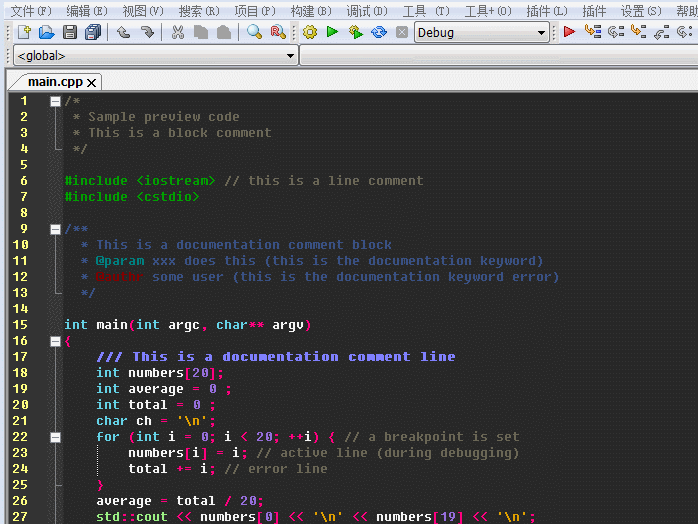 文件(F) 编辑(E) 视图(V) 搜索(R) 项目(P) 构建(B) 调试(D) 工具 (T) 工具+(O) 插件(L) 插件 设置(S) 帮助
Debug
<global>
main.cpp
1 /*
2 * Sample preview code
3 * This is a block comment
4 */
5
6 #include <iostream> // this is a line comment
7 #include <cstdio>
8
9 /**
10 * This is a documentation comment block
11 * @param xxx does this (this is the documentation keyword)
12 * @authr some user (this is the documentation keyword error)
13 */
14
15 int main(int argc, char** argv)
16 {
17 /// This is a documentation comment line
18 int numbers[20];
19 int average = 0 ;
20 int total = 0 ;
21 char ch = '\n';
22 for (int i = 0; i < 20; ++i) { // a breakpoint is set
23 numbers[i] = i; // active line (during debugging)
24 total += i; // error line
25 }
26 average = total / 20;
27 std::cout << numbers[0] << '\n' << numbers[19] << '\n';